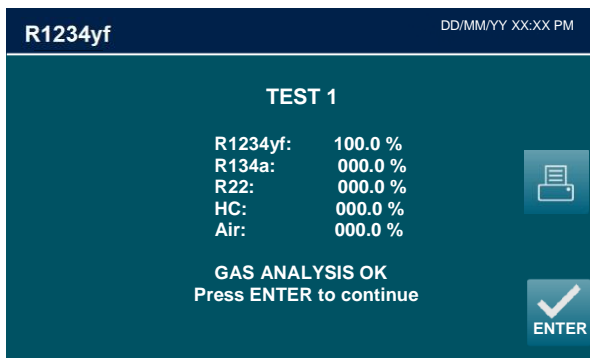 R1234yf
DD/MM/YY XX:XX PM
TEST 1
R1234yf: 100.0 %
R134a: 000.0 %
R22: 000.0 %
HC: 000.0 %
Air: 000.0 %
GAS ANALYSIS OK
Press ENTER to continue
ENTER